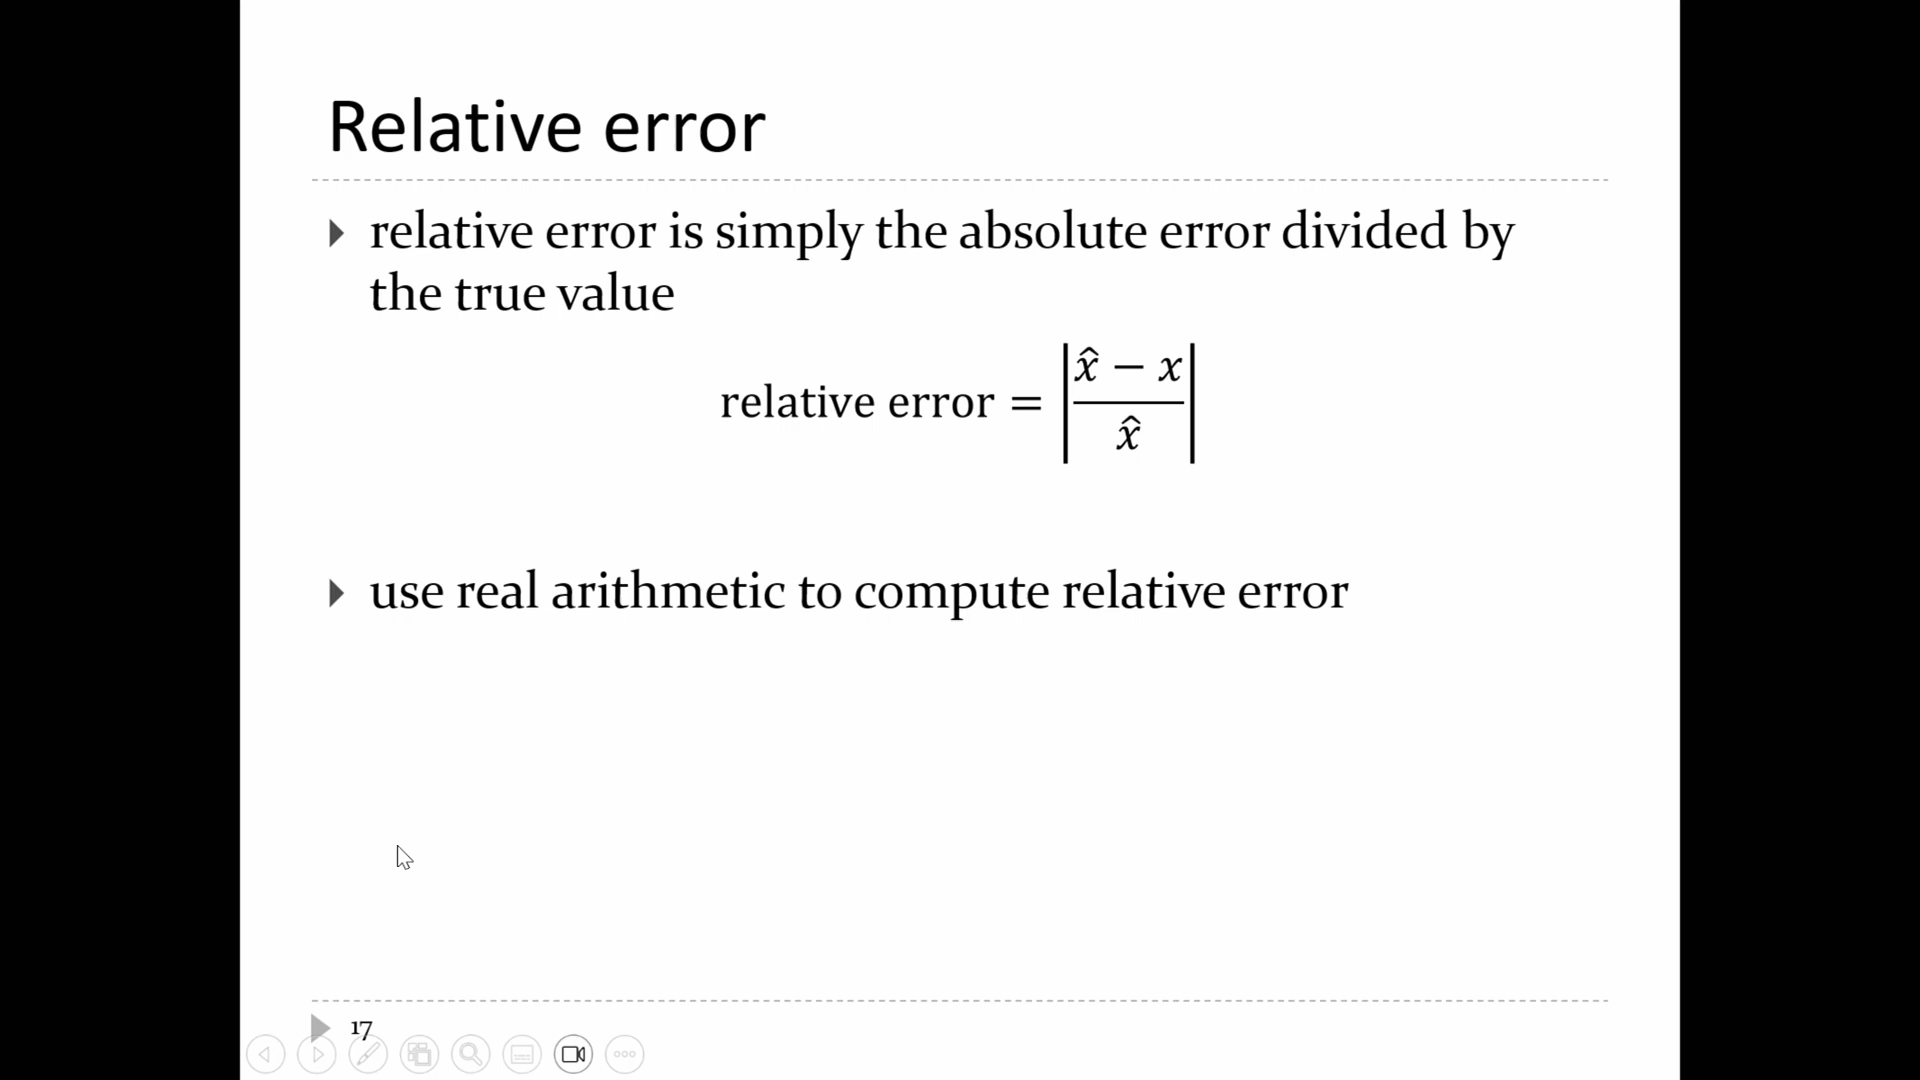 Relative error
relative error is simply the absolute error divided by
the true value
relative error = |(x̂ − x)/x̂|
use real arithmetic to compute relative error
17